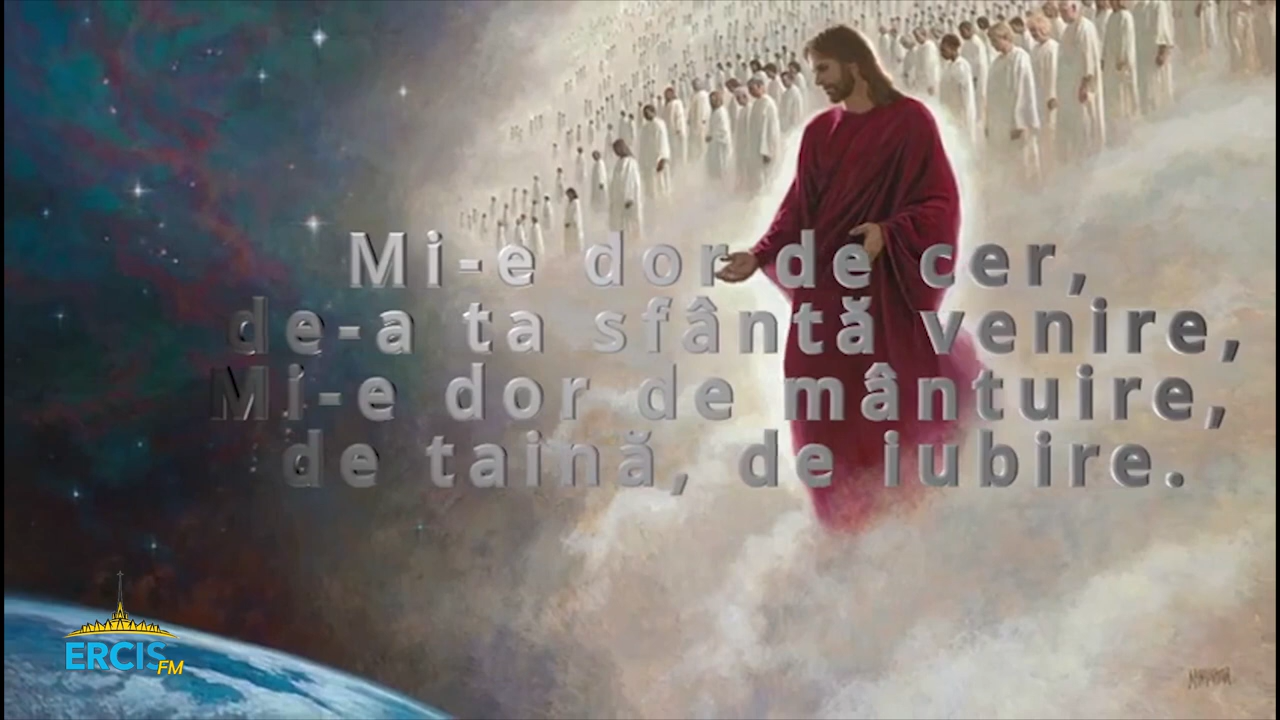 Mi-e dor de cer,
de-a ta sfântă venire,
Mi-e dor de mântuire,
de taină, de iubire.
ERCIS FM